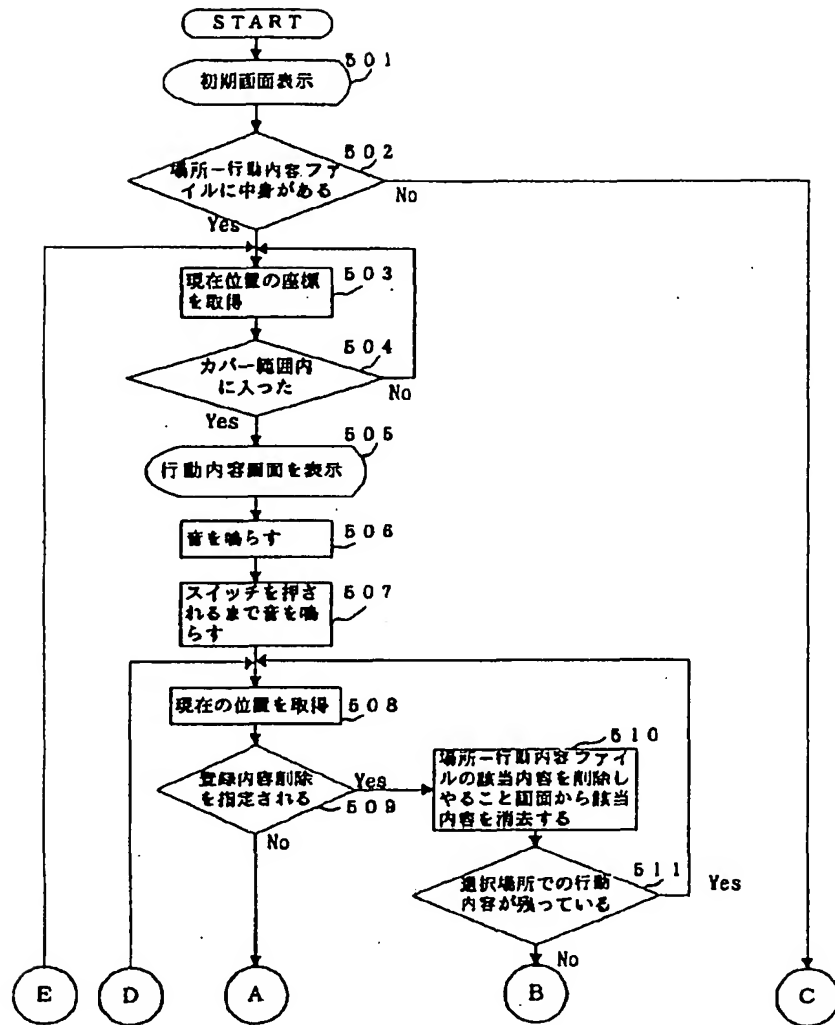 START
501
初期画面表示
502
場所-行動内容ファ
イルに中身がある
No
Yes
503
現在位置の座標
を取得
504
カバー範囲内
に入った
No
Yes
505
行動内容画面を表示
506
音を鳴らす
507
スイッチを押さ
れるまで音を鳴
らす
現在の位置を取得
508
510
登録内容削除
を指定される
Yes
509
場所-行動内容ファイ
ルの該当内容を削除し
やること画面から該当
内容を消去する
No
511
選択場所での行動
内容が残っている
Yes
No
E
D
A
B
C